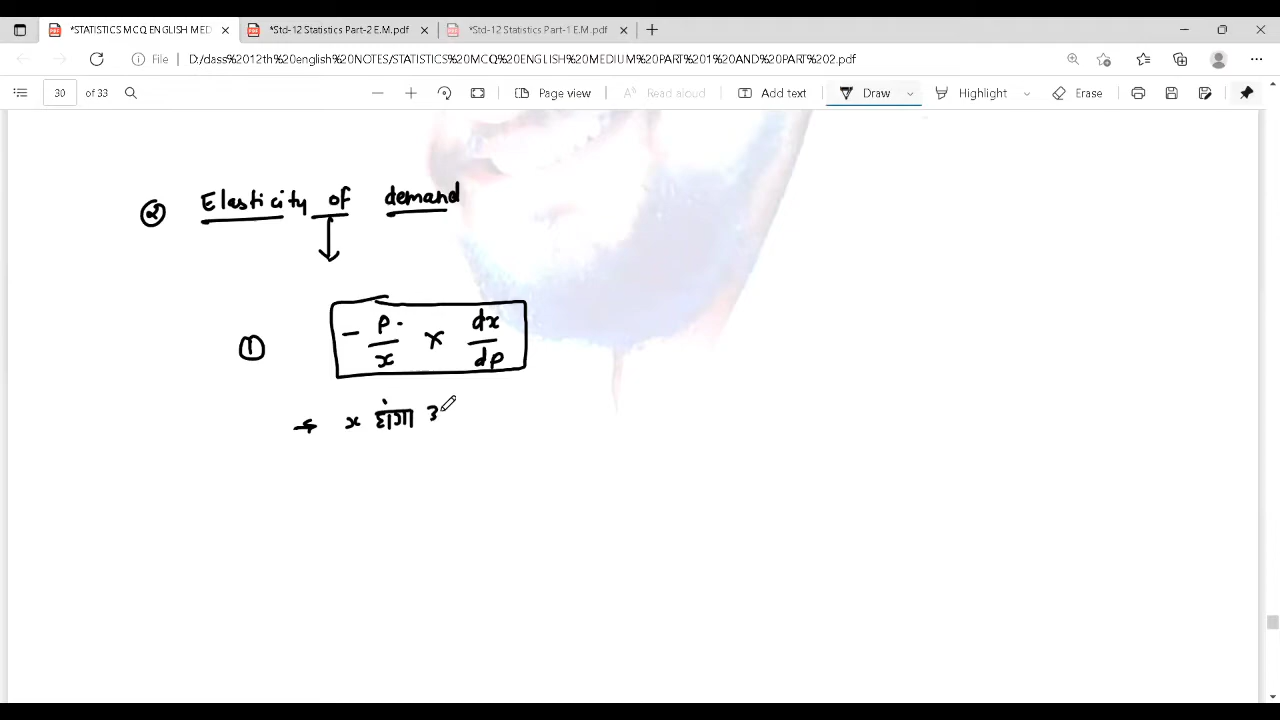 *STATISTICS MCQ ENGLISH MED
*Std-12 Statistics Part-2 E.M.pdf
*Std-12 Statistics Part-1 E.M.pdf
File D:/class%2012th%20english%20NOTES/STATISTICS%20MCQ%20ENGLISH%20MEDIUM%20PART%201%20AND%20PART%202.pdf
30 of 33 Page view Read aloud Add text Draw Highlight Erase
② Elasticity of demand
① - p/x × dx/dp
→ x होगा